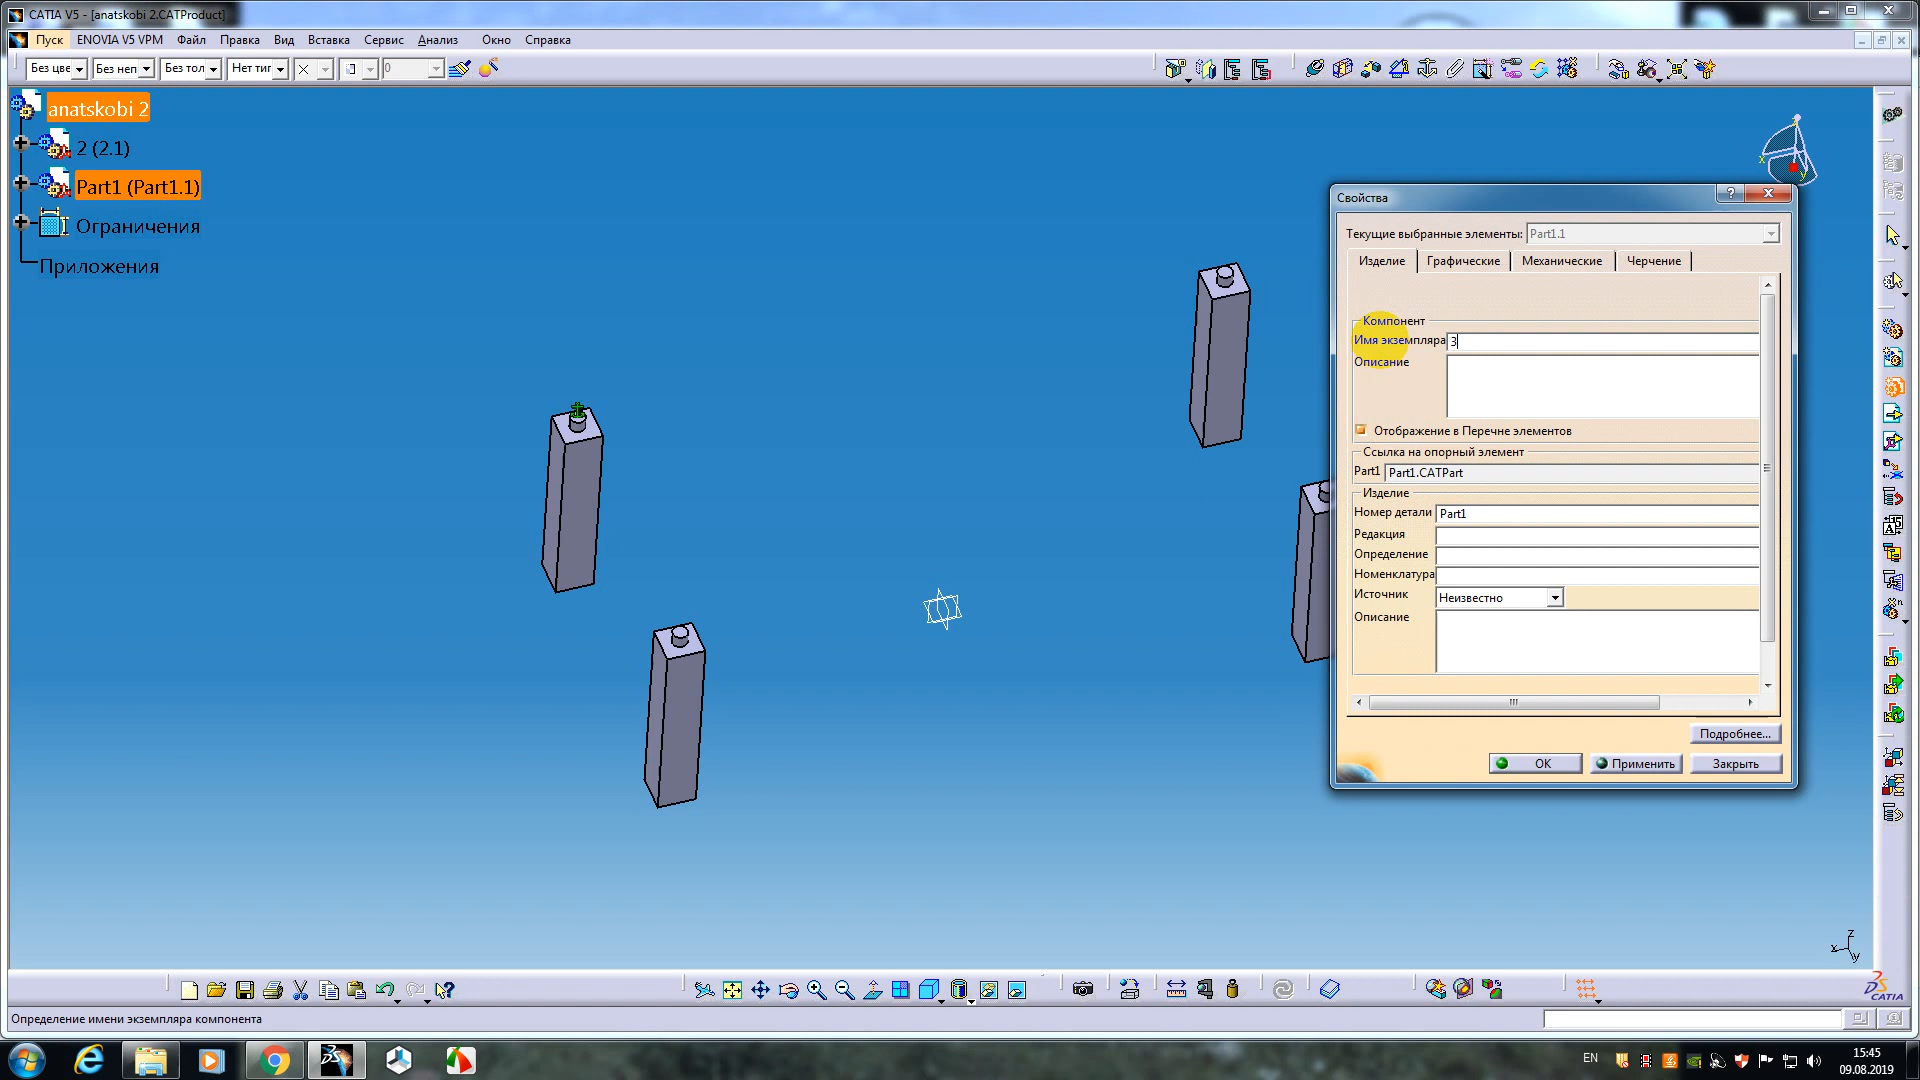 CATIA V5 - [anatskobi 2.CATProduct]
Пуск ENOVIA V5 VPM Файл Правка Вид Вставка Сервис Анализ Окно Справка
Без цве Без неп Без тол Нет тиг 0
anatskobi 2
2 (2.1)
Part1 (Part1.1)
Ограничения
Приложения
Свойства
Текущие выбранные элементы: Part1.1
Изделие Графические Механические Черчение
Компонент
Имя экземпляра 3
Описание
Отображение в Перечне элементов
Ссылка на опорный элемент
Part1 Part1.CATPart
Изделие
Номер детали Part1
Редакция
Определение
Номенклатура
Источник Неизвестно
Описание
Подробнее...
OK Применить Закрыть
z
x
y
CATIA
Определение имени экземпляра компонента
EN
15:45
09.08.2019